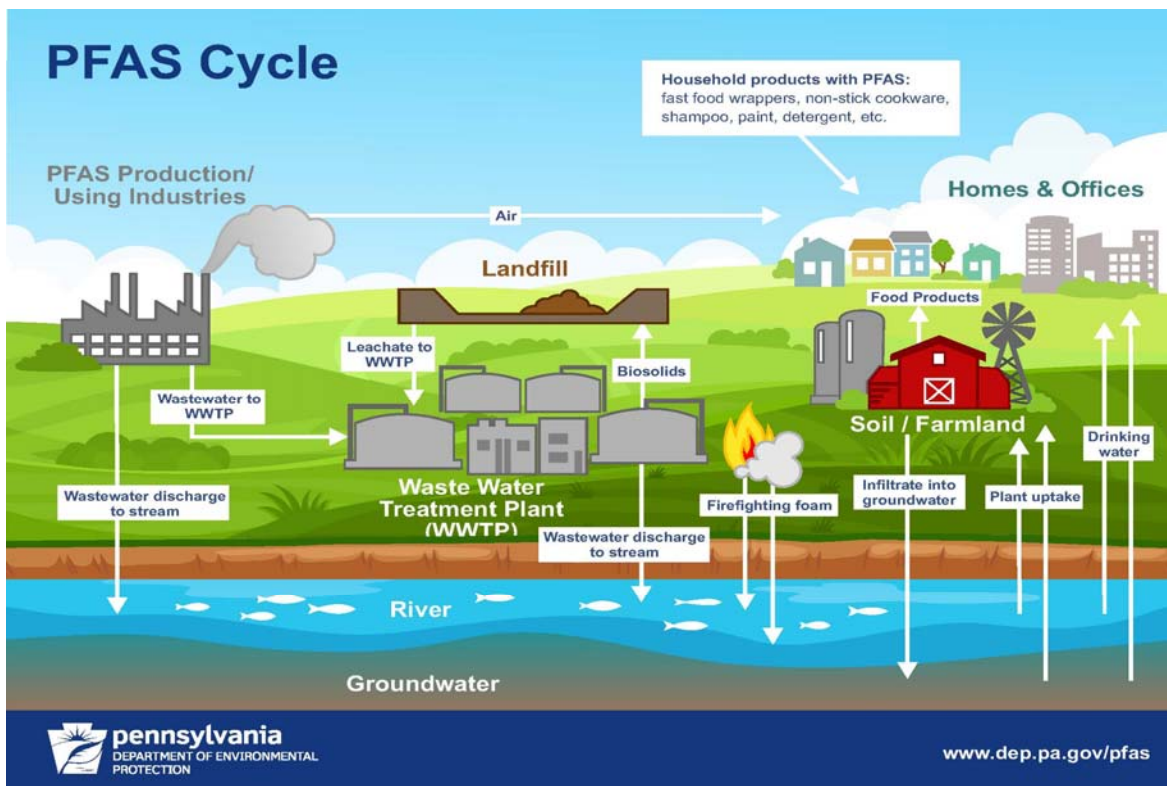 PFAS Cycle
Household products with PFAS:
fast food wrappers, non-stick cookware,
shampoo, paint, detergent, etc.
PFAS Production/
Using Industries
Homes & Offices
Air
Landfill
Food Products
Leachate to
WWTP
Biosolids
Wastewater to
WWTP
Soil / Farmland
Drinking
water
Waste Water
Treatment Plant
(WWTP)
Wastewater discharge
to stream
Firefighting foam
Infiltrate into
groundwater
Plant uptake
Wastewater discharge
to stream
River
Groundwater
pennsylvania
DEPARTMENT OF ENVIRONMENTAL
PROTECTION
www.dep.pa.gov/pfas